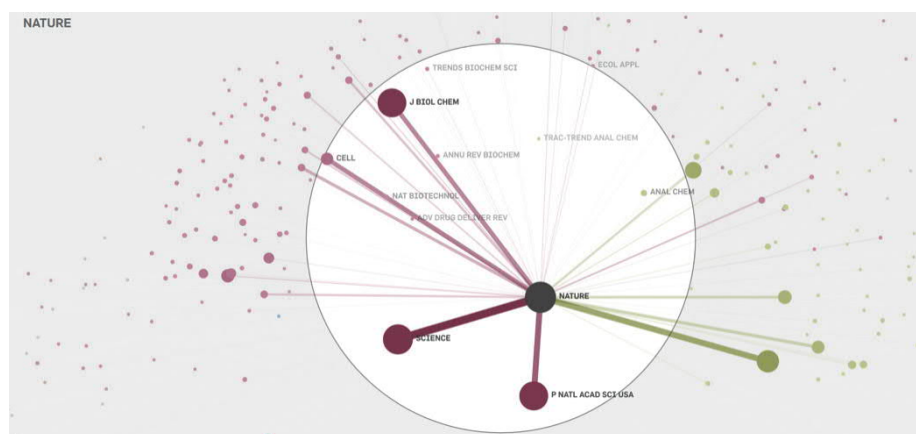 NATURE
TRENDS BIOCHEM SCI
ECOL APPL
J BIOL CHEM
TRAC-TREND ANAL CHEM
CELL
ANNU REV BIOCHEM
NAT BIOTECHNOL
ANAL CHEM
ADV DRUG DELIVER REV
NATURE
SCIENCE
P NATL ACAD SCI USA